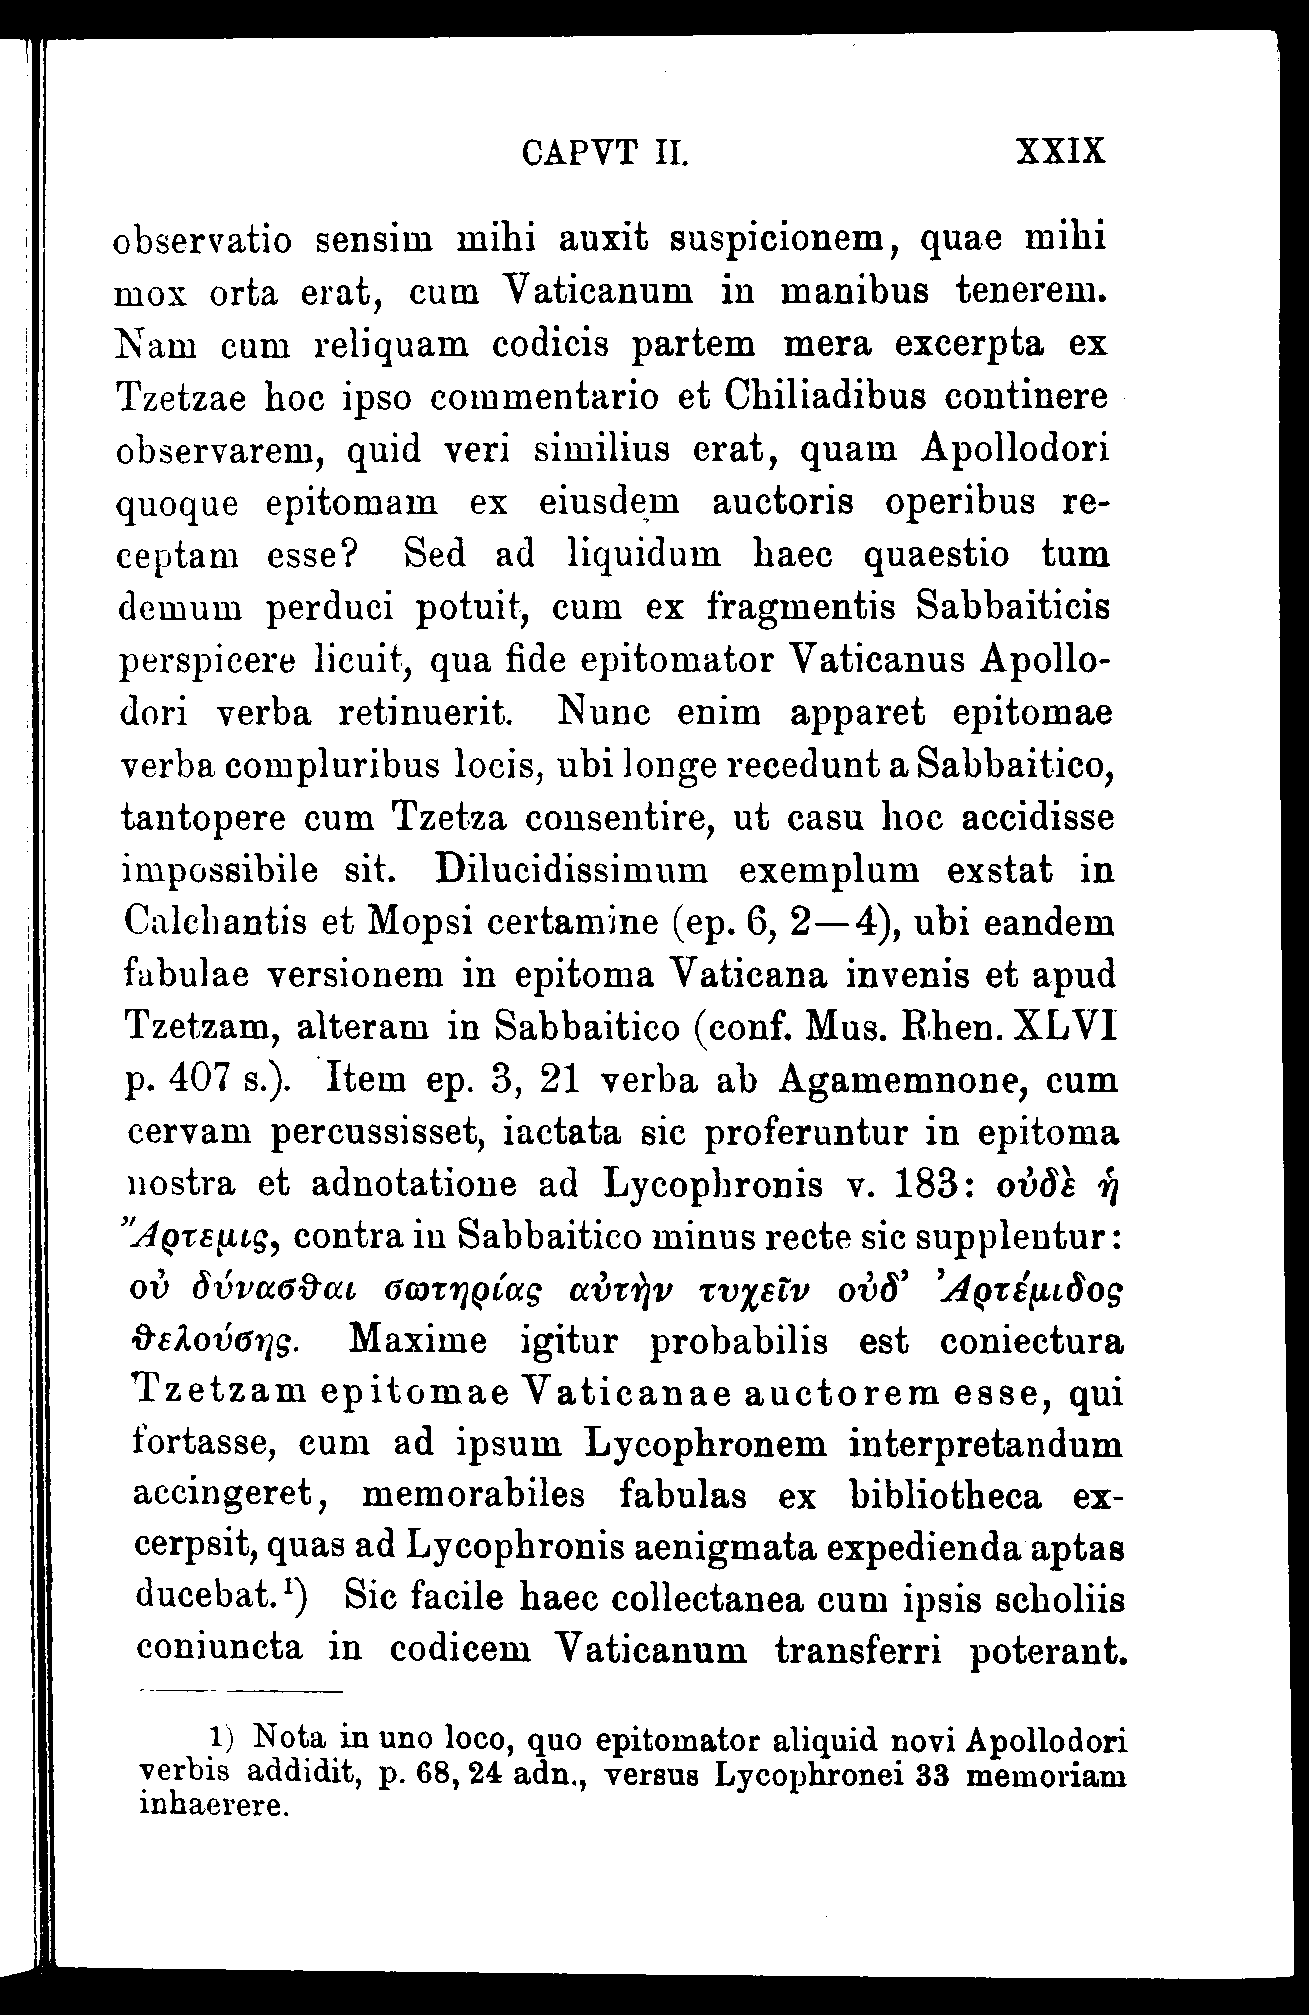 CAPVT II. XXIX
observatio sensim mihi auxit suspicionem, quae mihi
mox orta erat, cum Vaticanum in manibus tenerem.
Nam cum reliquam codicis partem mera excerpta ex
Tzetzae hoc ipso commentario et Chiliadibus continere
observarem, quid veri similius erat, quam Apollodori
quoque epitomam ex eiusdem auctoris operibus re-
ceptam esse? Sed ad liquidum haec quaestio tum
demum perduci potuit, cum ex fragmentis Sabbaiticis
perspicere licuit, qua fide epitomator Vaticanus Apollo-
dori verba retinuerit. Nunc enim apparet epitomae
verba compluribus locis, ubi longe recedunt a Sabbaitico,
tantopere cum Tzetza consentire, ut casu hoc accidisse
impossibile sit. Dilucidissimum exemplum exstat in
Calchantis et Mopsi certamine (ep. 6, 2—4), ubi eandem
fabulae versionem in epitoma Vaticana invenis et apud
Tzetzam, alteram in Sabbaitico (conf. Mus. Rhen. XLVI
p. 407 s.). Item ep. 3, 21 verba ab Agamemnone, cum
cervam percussisset, iactata sic proferuntur in epitoma
nostra et adnotatione ad Lycophronis v. 183: οὐδὲ ἡ
Ἄρτεμις, contra in Sabbaitico minus recte sic supplentur:
οὐ δύνασθαι σωτηρίας αὐτὴν τυχεῖν οὐδ’ Ἀρτέμιδος
θελούσης. Maxime igitur probabilis est coniectura
Tzetzam epitomae Vaticanae auctorem esse, qui
fortasse, cum ad ipsum Lycophronem interpretandum
accingeret, memorabiles fabulas ex bibliotheca ex-
cerpsit, quas ad Lycophronis aenigmata expedienda aptas
ducebat.¹) Sic facile haec collectanea cum ipsis scholiis
coniuncta in codicem Vaticanum transferri poterant.
1) Nota in uno loco, quo epitomator aliquid novi Apollodori
verbis addidit, p. 68, 24 adn., versus Lycophronei 33 memoriam
inhaerere.